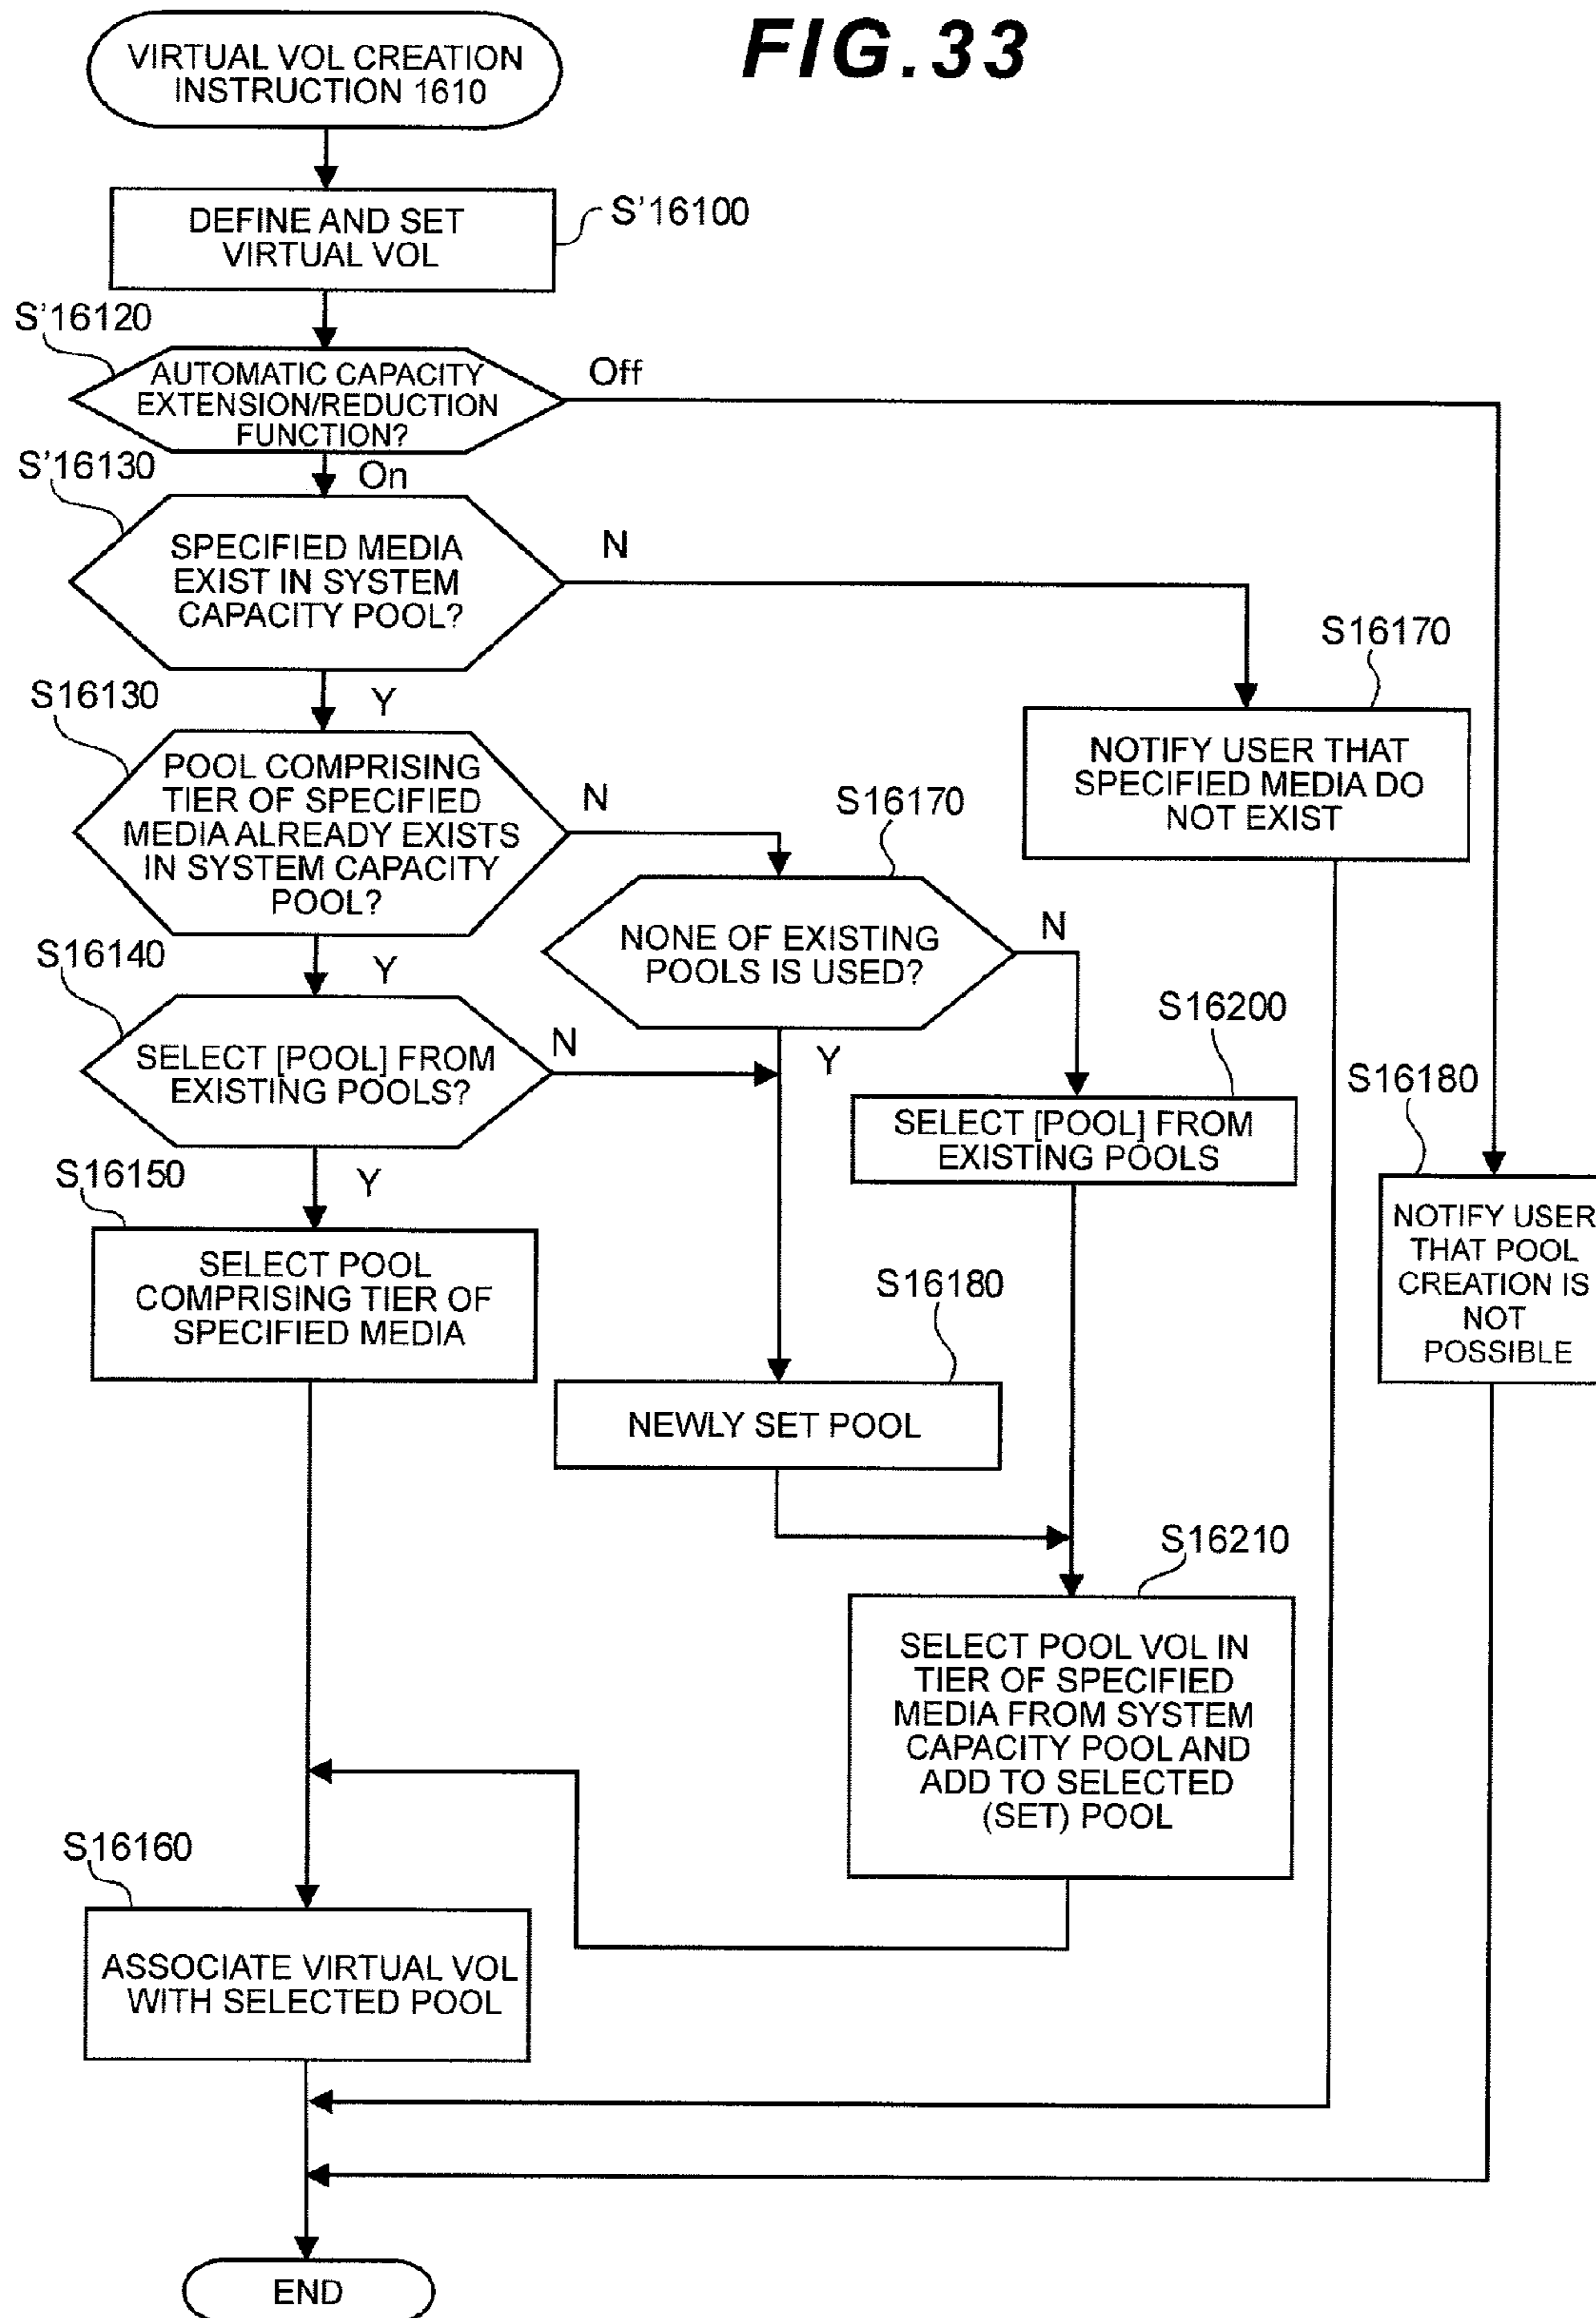 FIG.33
VIRTUAL VOL CREATION
INSTRUCTION 1610
DEFINE AND SET
VIRTUAL VOL
S'16100
S'16120
AUTOMATIC CAPACITY
EXTENSION/REDUCTION
FUNCTION?
Off
On
S'16130
SPECIFIED MEDIA
EXIST IN SYSTEM
CAPACITY POOL?
N
Y
S16170
NOTIFY USER THAT
SPECIFIED MEDIA DO
NOT EXIST
S16130
POOL COMPRISING
TIER OF SPECIFIED
MEDIA ALREADY EXISTS
IN SYSTEM CAPACITY
POOL?
N
Y
S16170
NONE OF EXISTING
POOLS IS USED?
N
Y
S16140
SELECT [POOL] FROM
EXISTING POOLS?
N
Y
S16200
SELECT [POOL] FROM
EXISTING POOLS
S16180
NOTIFY USER
THAT POOL
CREATION IS
NOT
POSSIBLE
S16150
SELECT POOL
COMPRISING TIER OF
SPECIFIED MEDIA
S16180
NEWLY SET POOL
S16210
SELECT POOL VOL IN
TIER OF SPECIFIED
MEDIA FROM SYSTEM
CAPACITY POOL AND
ADD TO SELECTED
(SET) POOL
S16160
ASSOCIATE VIRTUAL VOL
WITH SELECTED POOL
END